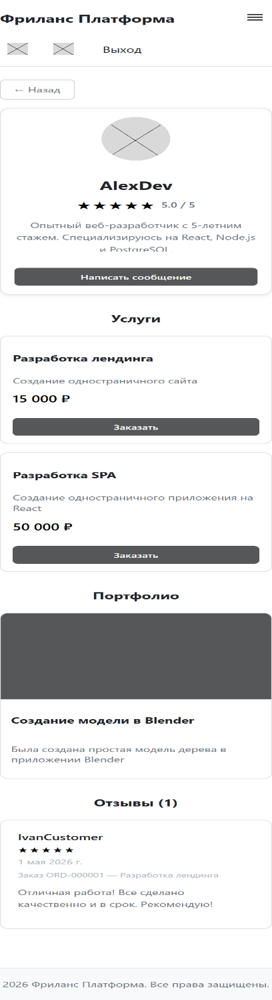 Фриланс Платформа
Выход
← Назад
AlexDev
★★★★★ 5.0 / 5
Опытный веб-разработчик с 5-летним
стажем. Специализируюсь на React, Node.js
и PostgreSQL.
Написать сообщение
Услуги
Разработка лендинга
Создание одностраничного сайта
15 000 ₽
Заказать
Разработка SPA
Создание одностраничного приложения на
React
50 000 ₽
Заказать
Портфолио
Создание модели в Blender
Была создана простая модель дерева в
приложении Blender
Отзывы (1)
IvanCustomer
★★★★★
1 мая 2026 г.
Заказ ORD-000001 — Разработка лендинга
Отличная работа! Все сделано
качественно и в срок. Рекомендую!
2026 Фриланс Платформа. Все права защищены.